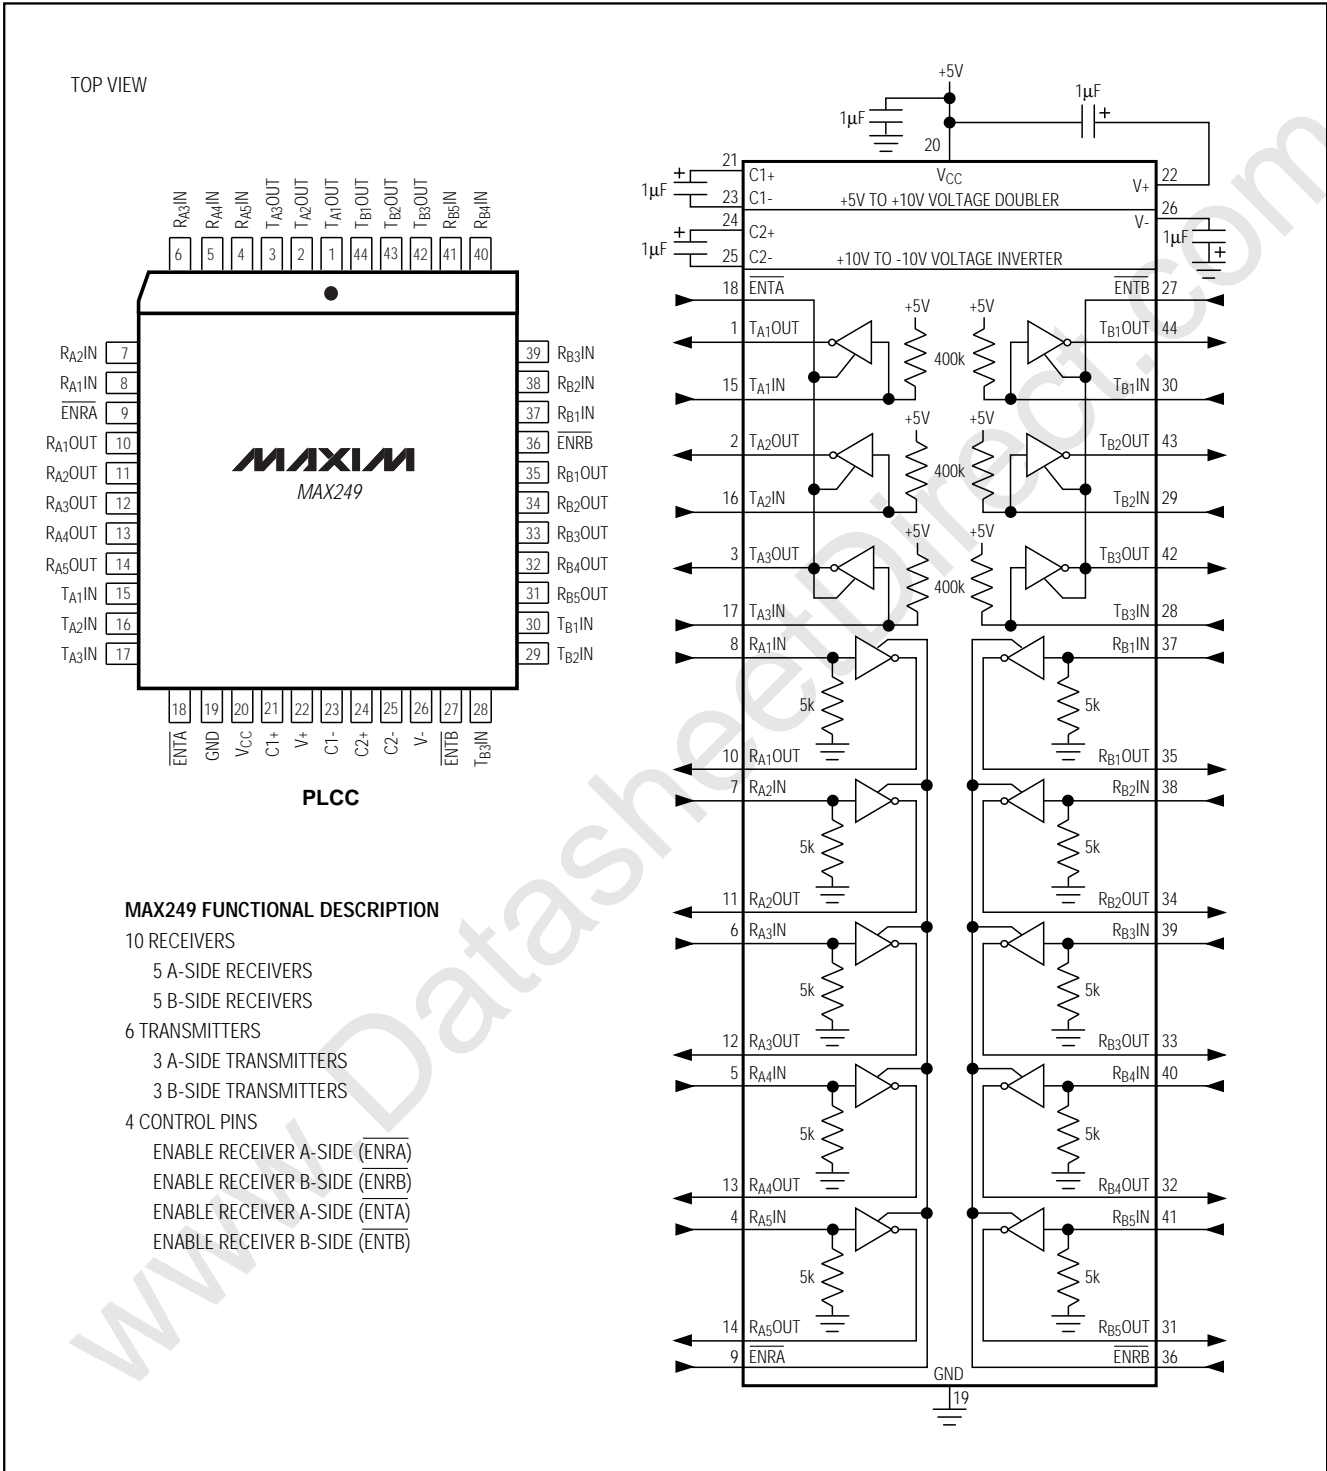 TOP VIEW
RA3IN
RA4IN
RA5IN
TA3OUT
TA2OUT
TA1OUT
TB1OUT
TB2OUT
TB3OUT
RB5IN
RB4IN
6 5 4 3 2 1 44 43 42 41 40
RA2IN 7
RA1IN 8
ENRA 9
RA1OUT 10
RA2OUT 11
RA3OUT 12
RA4OUT 13
RA5OUT 14
TA1IN 15
TA2IN 16
TA3IN 17
MAXIM
MAX249
39 RB3IN
38 RB2IN
37 RB1IN
36 ENRB
35 RB1OUT
34 RB2OUT
33 RB3OUT
32 RB4OUT
31 RB5OUT
30 TB1IN
29 TB2IN
18 19 20 21 22 23 24 25 26 27 28
ENTA
GND
VCC
C1+
V+
C1-
C2+
C2-
V-
ENTB
TB3IN
PLCC
MAX249 FUNCTIONAL DESCRIPTION
10 RECEIVERS
5 A-SIDE RECEIVERS
5 B-SIDE RECEIVERS
6 TRANSMITTERS
3 A-SIDE TRANSMITTERS
3 B-SIDE TRANSMITTERS
4 CONTROL PINS
ENABLE RECEIVER A-SIDE (ENRA)
ENABLE RECEIVER B-SIDE (ENRB)
ENABLE RECEIVER A-SIDE (ENTA)
ENABLE RECEIVER B-SIDE (ENTB)
+5V
1µF
1µF +
20
21 C1+ VCC V+ 22
+ 1µF
23 C1- +5V TO +10V VOLTAGE DOUBLER
V- 26
24 C2+
+ 1µF
1µF +
25 C2- +10V TO -10V VOLTAGE INVERTER
18 ENTA ENTB 27
+5V +5V
1 TA1OUT TB1OUT 44
400k
15 TA1IN TB1IN 30
+5V +5V
2 TA2OUT TB2OUT 43
400k
16 TA2IN TB2IN 29
+5V +5V
3 TA3OUT TB3OUT 42
400k
17 TA3IN TB3IN 28
8 RA1IN RB1IN 37
5k 5k
10 RA1OUT RB1OUT 35
7 RA2IN RB2IN 38
5k 5k
11 RA2OUT RB2OUT 34
6 RA3IN RB3IN 39
5k 5k
12 RA3OUT RB3OUT 33
5 RA4IN RB4IN 40
5k 5k
13 RA4OUT RB4OUT 32
4 RA5IN RB5IN 41
5k 5k
14 RA5OUT RB5OUT 31
9 ENRA ENRB 36
GND
19
www.DatasheetDirect.com